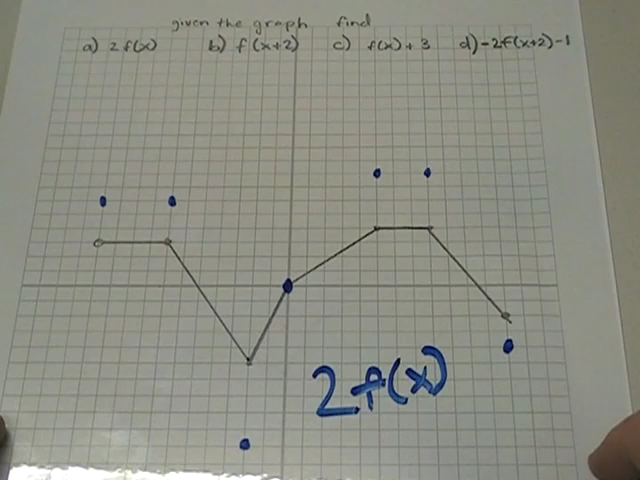 given the graph find
a) 2f(x) b) f(x+2) c) f(x)+3 d) -2f(x+2)-1
2f(x)